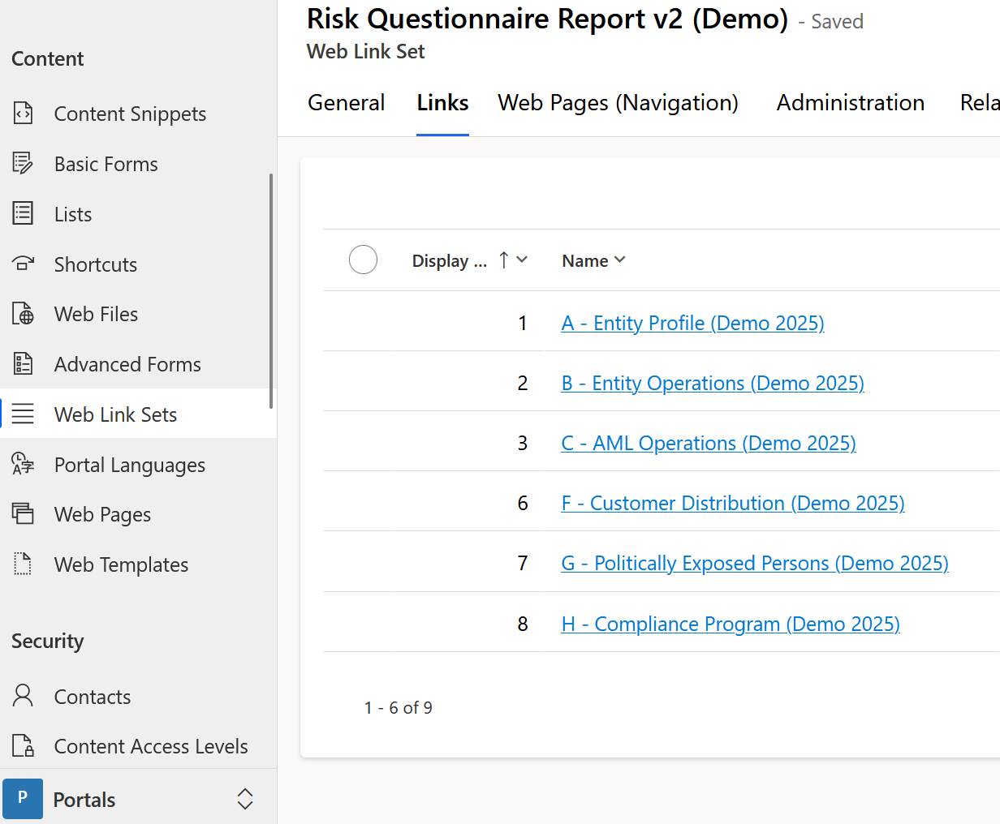 Risk Questionnaire Report v2 (Demo) - Saved
Web Link Set
General Links Web Pages (Navigation) Administration Rela
Content
Content Snippets
Basic Forms
Lists
Shortcuts
Web Files
Advanced Forms
Web Link Sets
Portal Languages
Web Pages
Web Templates
Security
Contacts
Content Access Levels
P Portals
Display ... Name
1 A - Entity Profile (Demo 2025)
2 B - Entity Operations (Demo 2025)
3 C - AML Operations (Demo 2025)
6 F - Customer Distribution (Demo 2025)
7 G - Politically Exposed Persons (Demo 2025)
8 H - Compliance Program (Demo 2025)
1 - 6 of 9